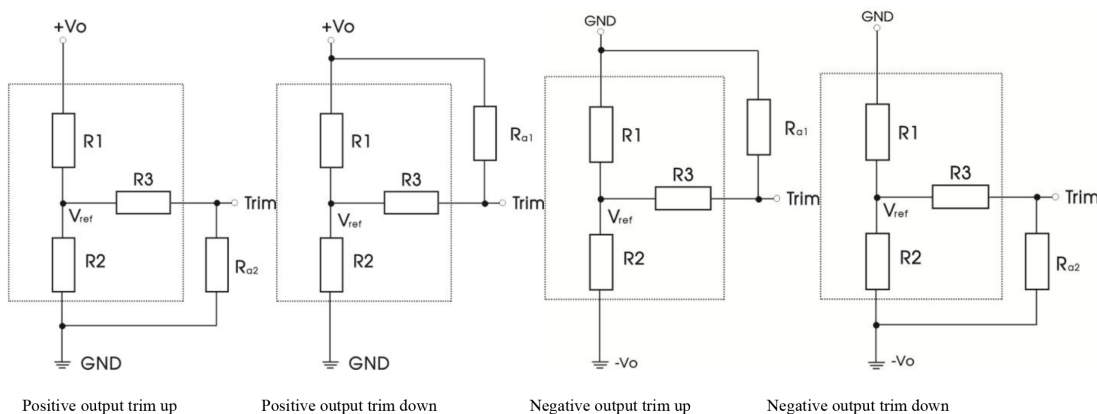 +Vo
R1
R3
Trim
Vref
R2
Ra2
GND
Positive output trim up
+Vo
R1
Ra1
R3
Trim
Vref
R2
GND
Positive output trim down
GND
R1
Ra1
R3
Trim
Vref
R2
-Vo
Negative output trim up
GND
R1
R3
Trim
Vref
R2
Ra2
-Vo
Negative output trim down